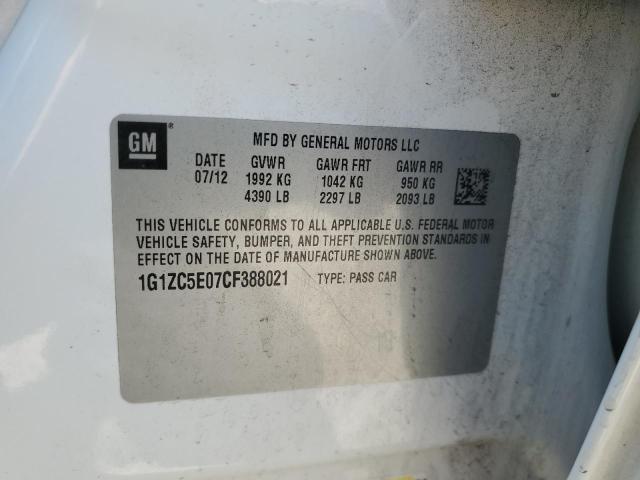 GM®
MFD BY GENERAL MOTORS LLC
DATE GVWR GAWR FRT GAWR RR
07/12 1992 KG 1042 KG 950 KG
4390 LB 2297 LB 2093 LB
THIS VEHICLE CONFORMS TO ALL APPLICABLE U.S. FEDERAL MOTOR
VEHICLE SAFETY, BUMPER, AND THEFT PREVENTION STANDARDS IN
EFFECT ON THE DATE OF MANUFACTURE SHOWN ABOVE.
1G1ZC5E07CF388021 TYPE: PASS CAR